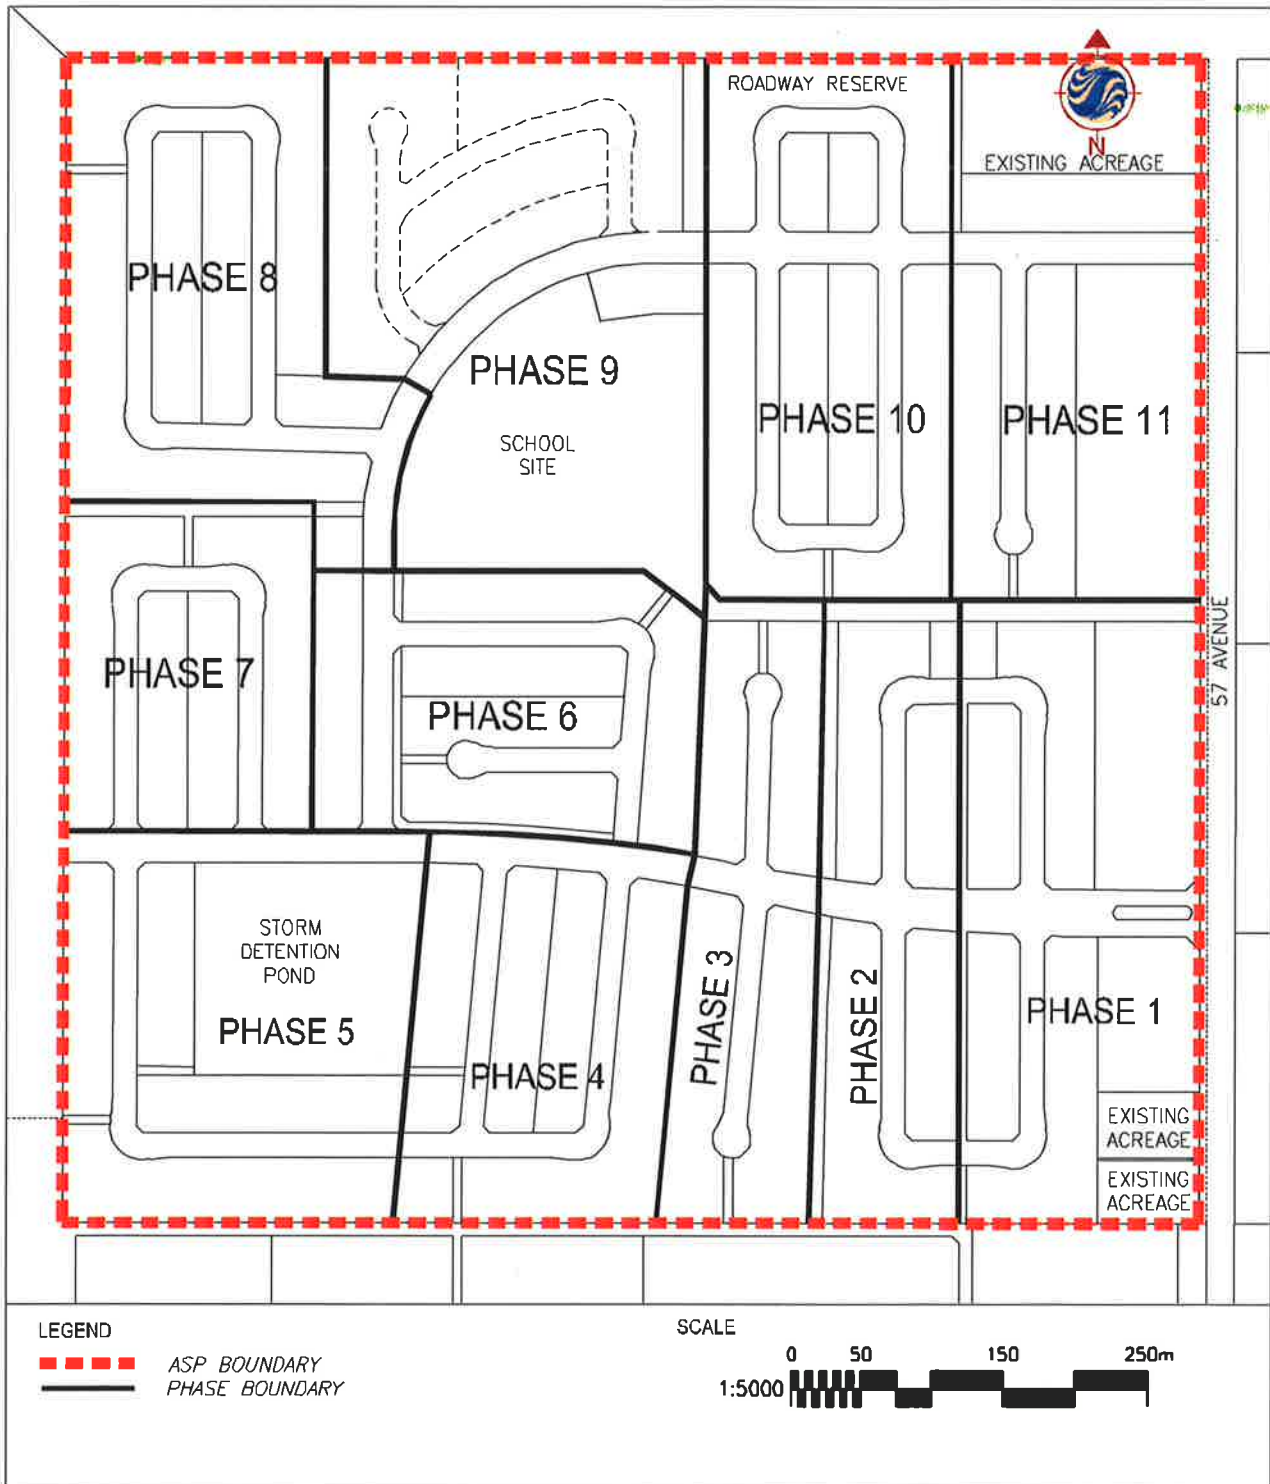 ROADWAY RESERVE
N
EXISTING ACREAGE
PHASE 8
PHASE 9
PHASE 10
PHASE 11
SCHOOL
SITE
57 AVENUE
PHASE 7
PHASE 6
STORM
DETENTION
POND
PHASE 5
PHASE 4
PHASE 3
PHASE 2
PHASE 1
EXISTING
ACREAGE
EXISTING
ACREAGE
LEGEND
ASP BOUNDARY
PHASE BOUNDARY
SCALE
0 50 150 250m
1:5000